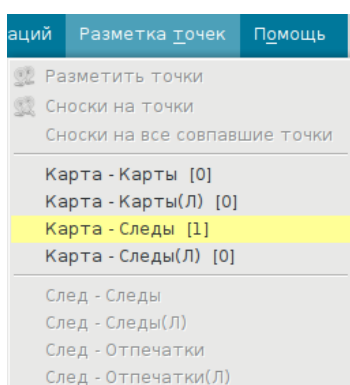 аций Разметка точек Помощь
Разметить точки
Сноски на точки
Сноски на все совпавшие точки
Карта - Карты [0]
Карта - Карты(Л) [0]
Карта - Следы [1]
Карта - Следы(Л) [0]
След - Следы
След - Следы(Л)
След - Отпечатки
След - Отпечатки(Л)